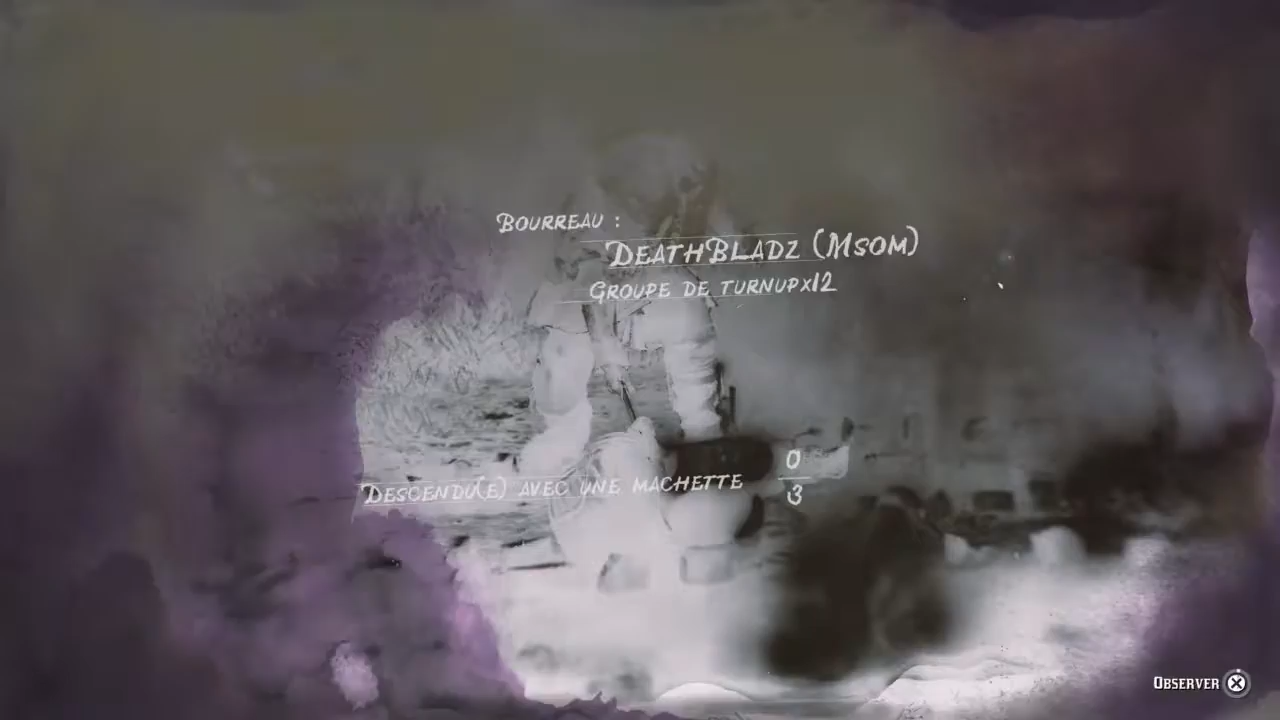 Bourreau :
DeathBladz (Msom)
Groupe de turnupx12
Descendu(e) avec une machette 0/3
Observer